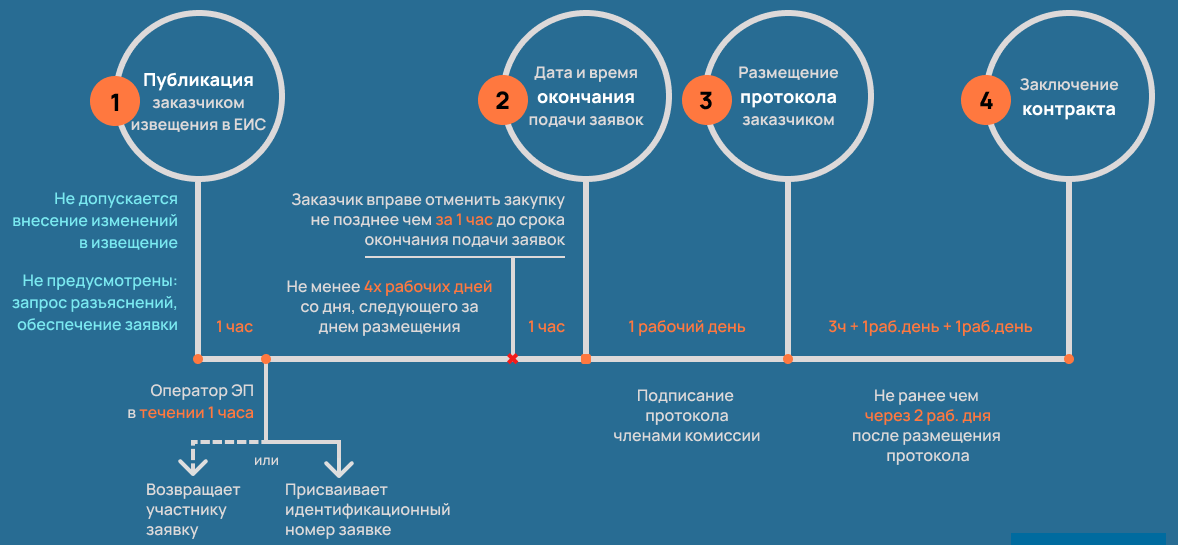 1
Публикация
заказчиком
извещения в ЕИС
2
Дата и время
окончания
подачи заявок
3
Размещение
протокола
заказчиком
4
Заключение
контракта
Не допускается
внесение изменений
в извещение
Не предусмотрены:
запрос разъяснений,
обеспечение заявки
1 час
Заказчик вправе отменить закупку
не позднее чем за 1 час до срока
окончания подачи заявок
Не менее 4х рабочих дней
со дня, следующего за
днем размещения
1 час
1 рабочий день
3ч + 1раб.день + 1раб.день
Оператор ЭП
в течении 1 часа
или
Возвращает
участнику
заявку
Присваивает
идентификационный
номер заявке
Подписание
протокола
членами комиссии
Не ранее чем
через 2 раб. дня
после размещения
протокола